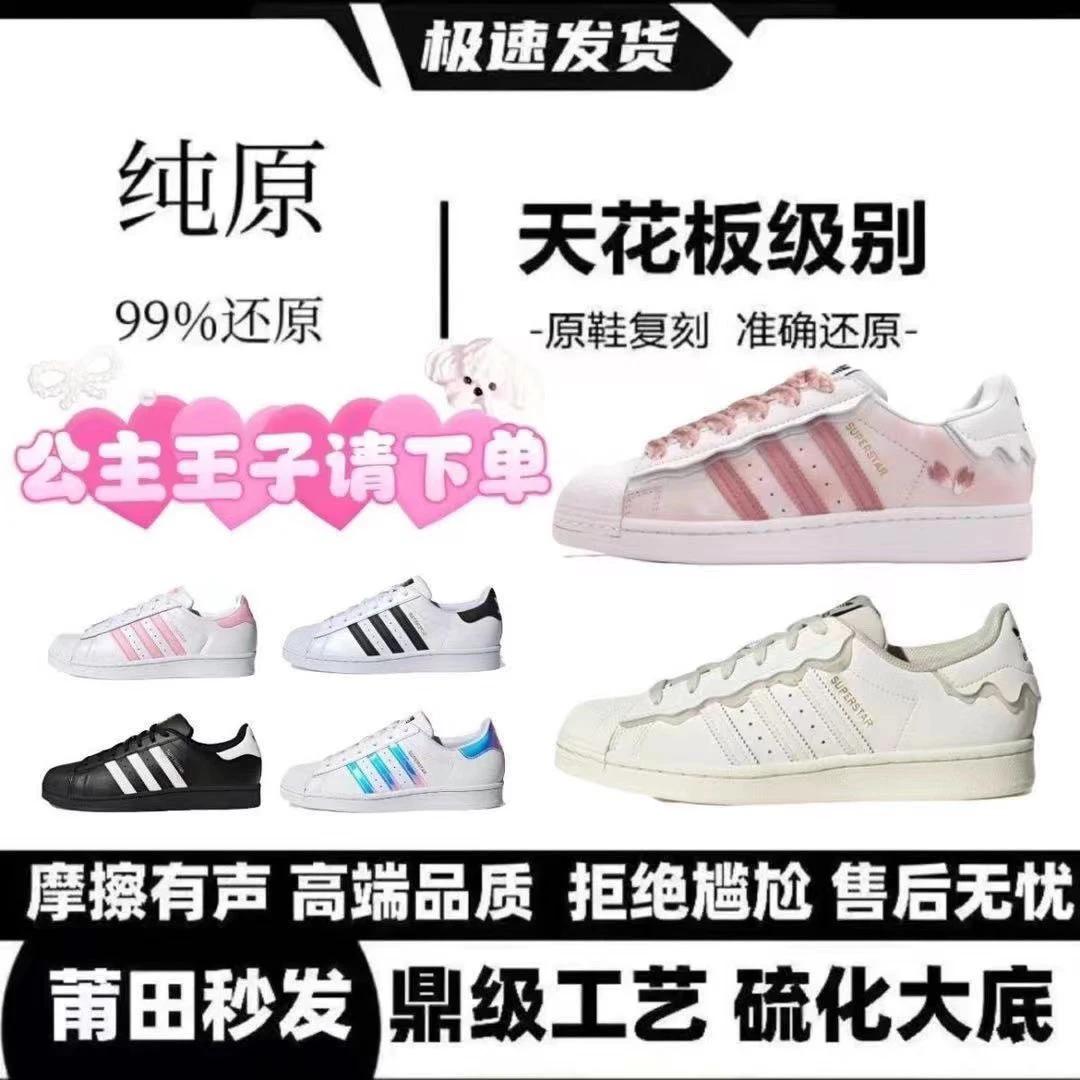 极速发货
纯原
99%还原
天花板级别
-原鞋复刻 准确还原-
公主王子请下单
SUPERSTAR
SUPERSTAR
摩擦有声 高端品质 拒绝尴尬 售后无忧
莆田秒发 鼎级工艺 硫化大底